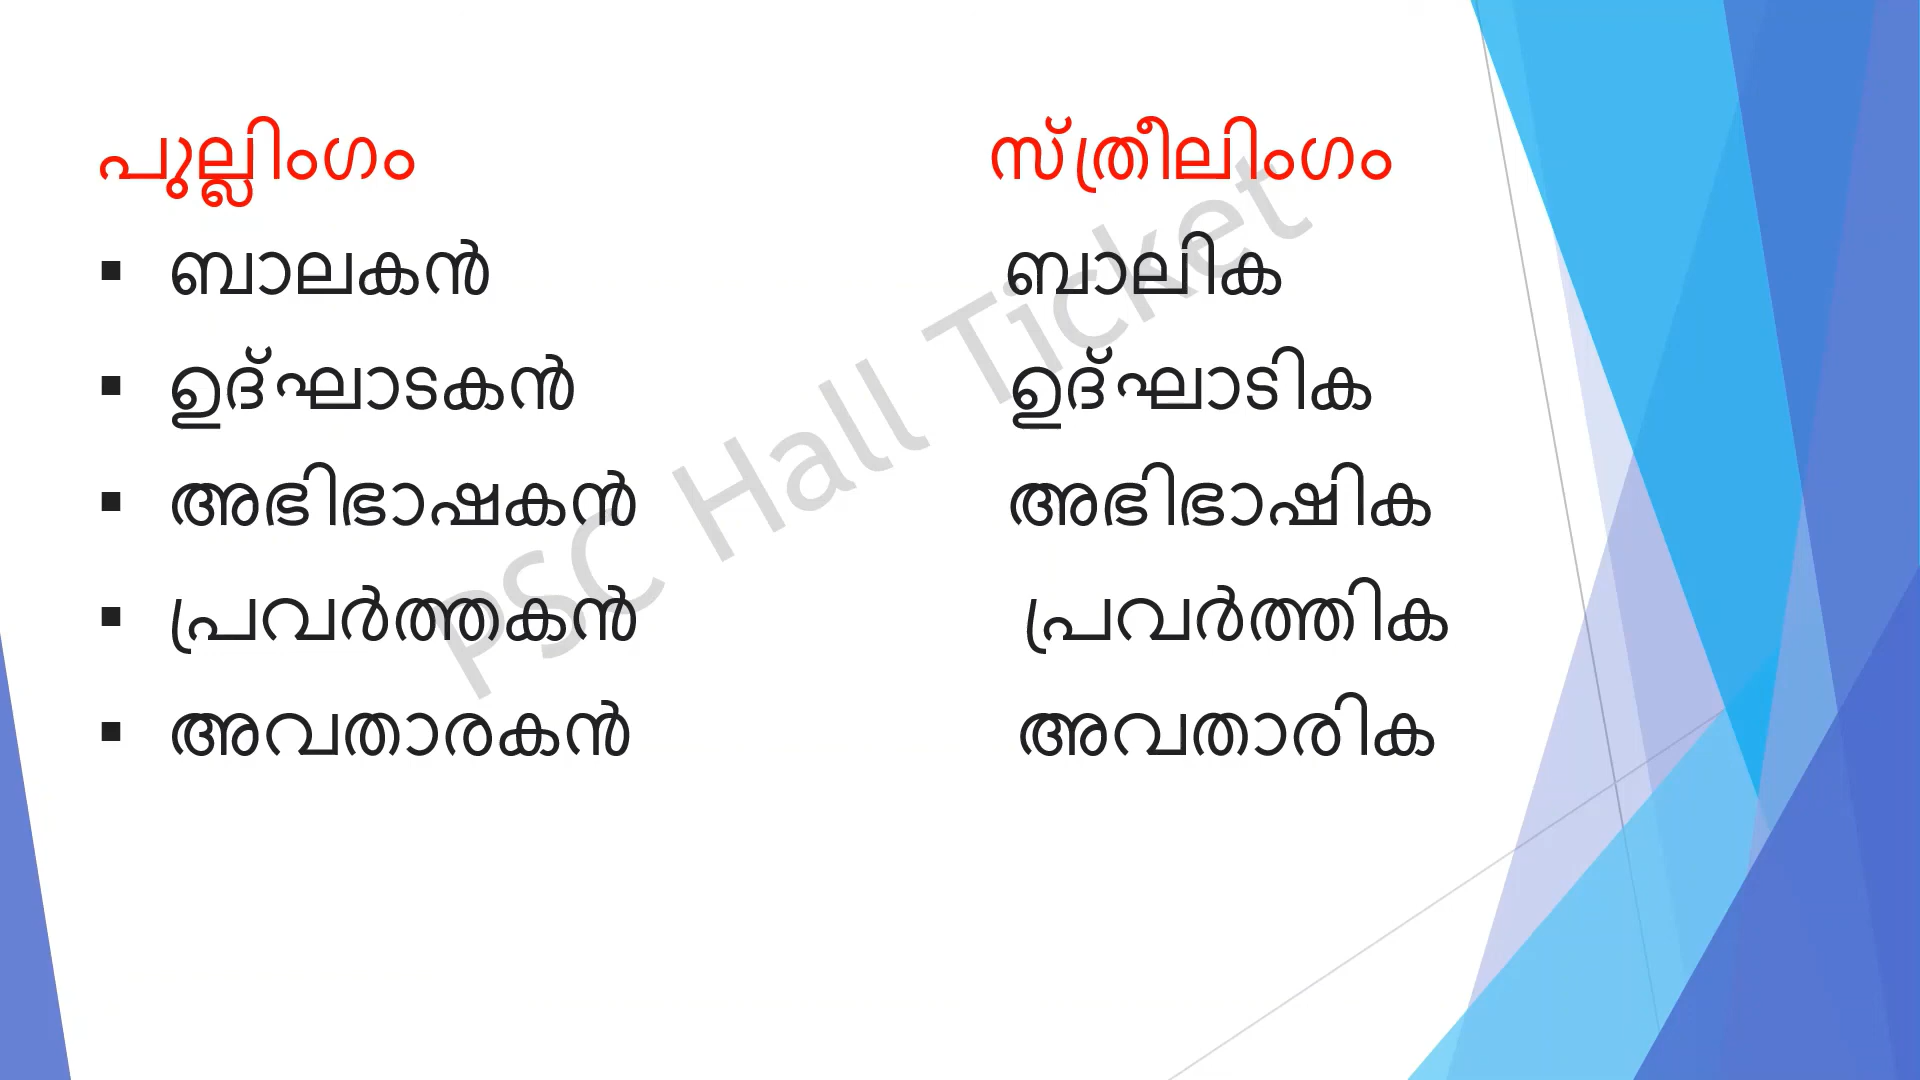 പുല്ലിംഗം സ്ത്രീലിംഗം
▪ ബാലകൻ ബാലിക
▪ ഉദ്ഘാടകൻ ഉദ്ഘാടിക
▪ അഭിഭാഷകൻ അഭിഭാഷിക
▪ പ്രവർത്തകൻ പ്രവർത്തിക
▪ അവതാരകൻ അവതാരിക
PSC Hall Ticket